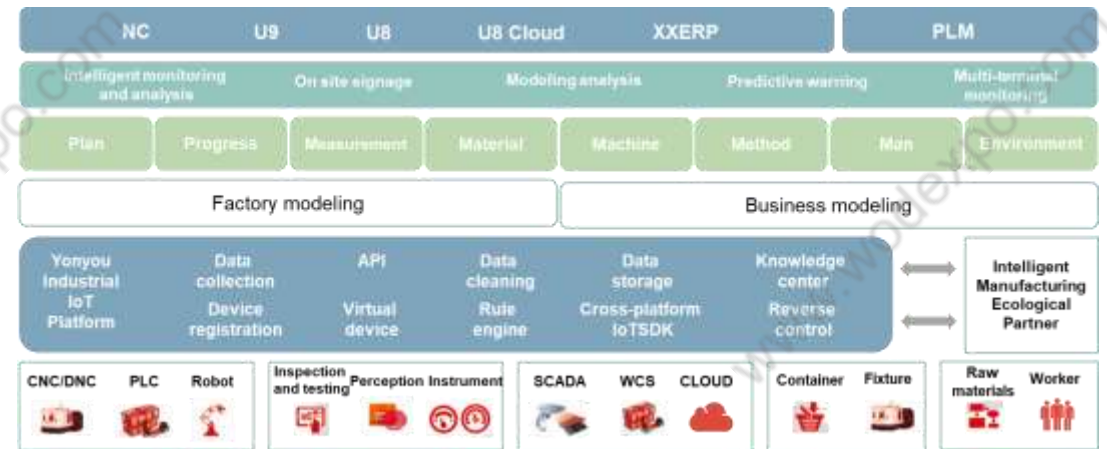 NC U9 U8 U8 Cloud XXERP PLM
Intelligent monitoring and analysis On site signage Modeling analysis Predictive warning Multi-terminal monitoring
Plan Progress Measurement Material Machine Method Man Environment
Factory modeling Business modeling
Yonyou Industrial IoT Platform
Data collection
API
Data cleaning
Data storage
Knowledge center
Device registration
Virtual device
Rule engine
Cross-platform IoTSDK
Reverse control
Intelligent
Manufacturing
Ecological
Partner
CNC/DNC PLC Robot
Inspection and testing Perception Instrument
SCADA WCS CLOUD
Container Fixture
Raw materials Worker
www.wodexpo.com